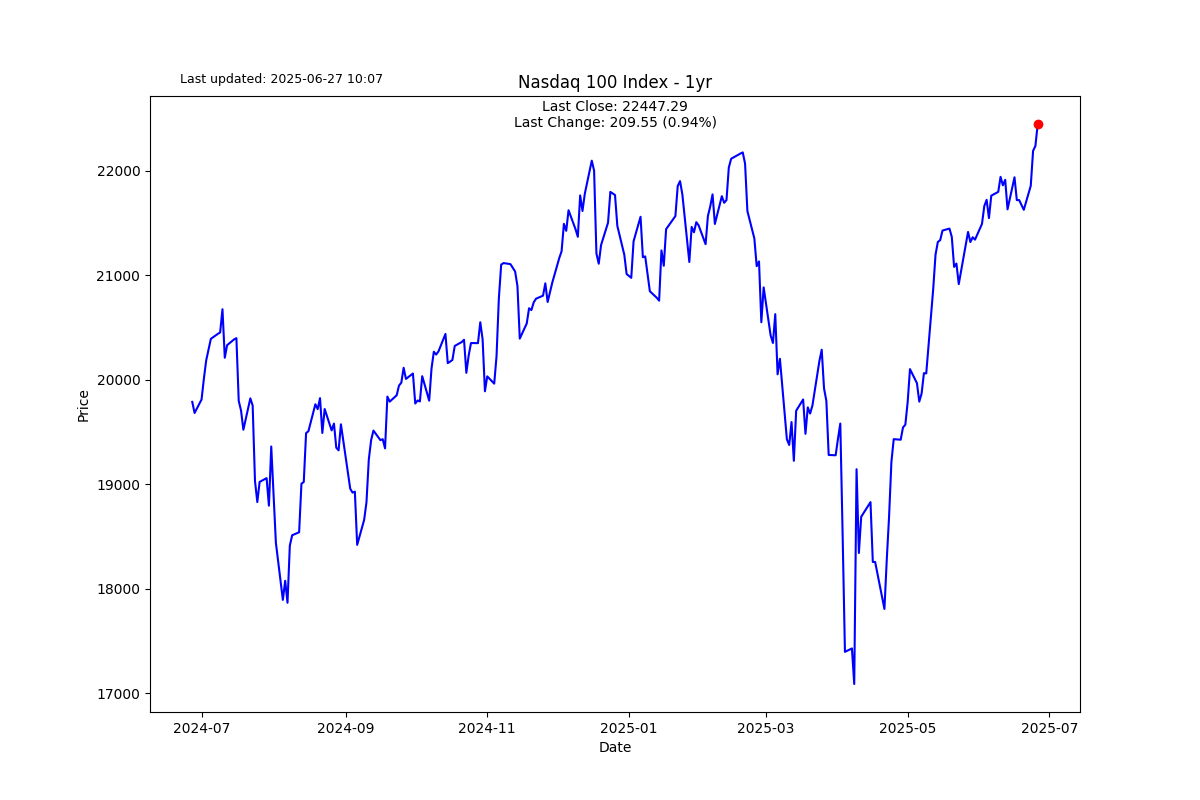 Last updated: 2025-06-27 10:07
Nasdaq 100 Index - 1yr
Last Close: 22447.29
Last Change: 209.55 (0.94%)
22000
21000
20000
19000
18000
17000
Price
2024-07 2024-09 2024-11 2025-01 2025-03 2025-05 2025-07
Date